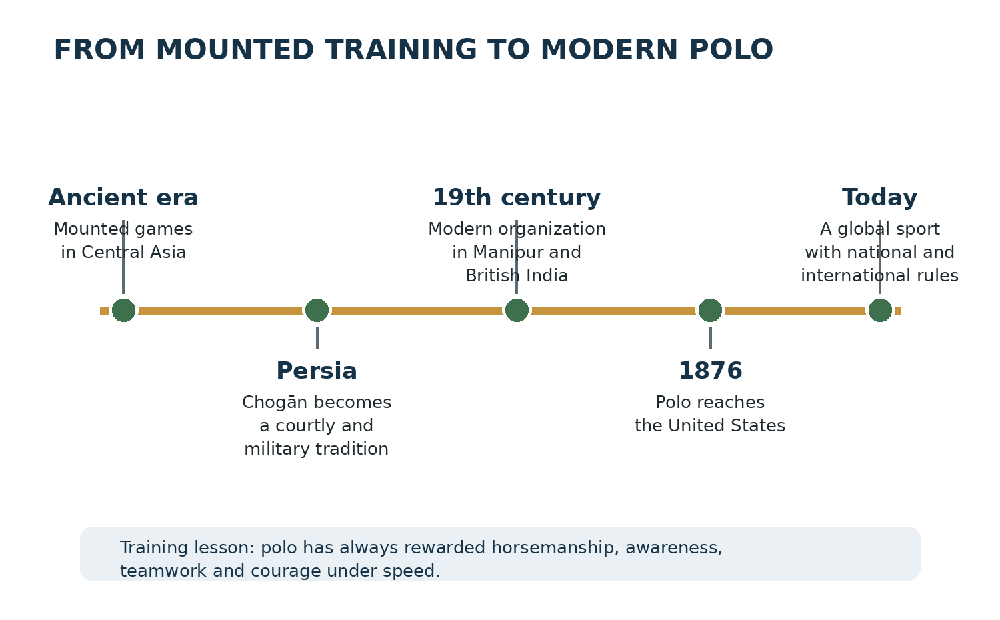 FROM MOUNTED TRAINING TO MODERN POLO
Ancient era
Mounted games
in Central Asia
Persia
Chogān becomes
a courtly and
military tradition
19th century
Modern organization
in Manipur and
British India
1876
Polo reaches
the United States
Today
A global sport
with national and
international rules
Training lesson: polo has always rewarded horsemanship, awareness,
teamwork and courage under speed.